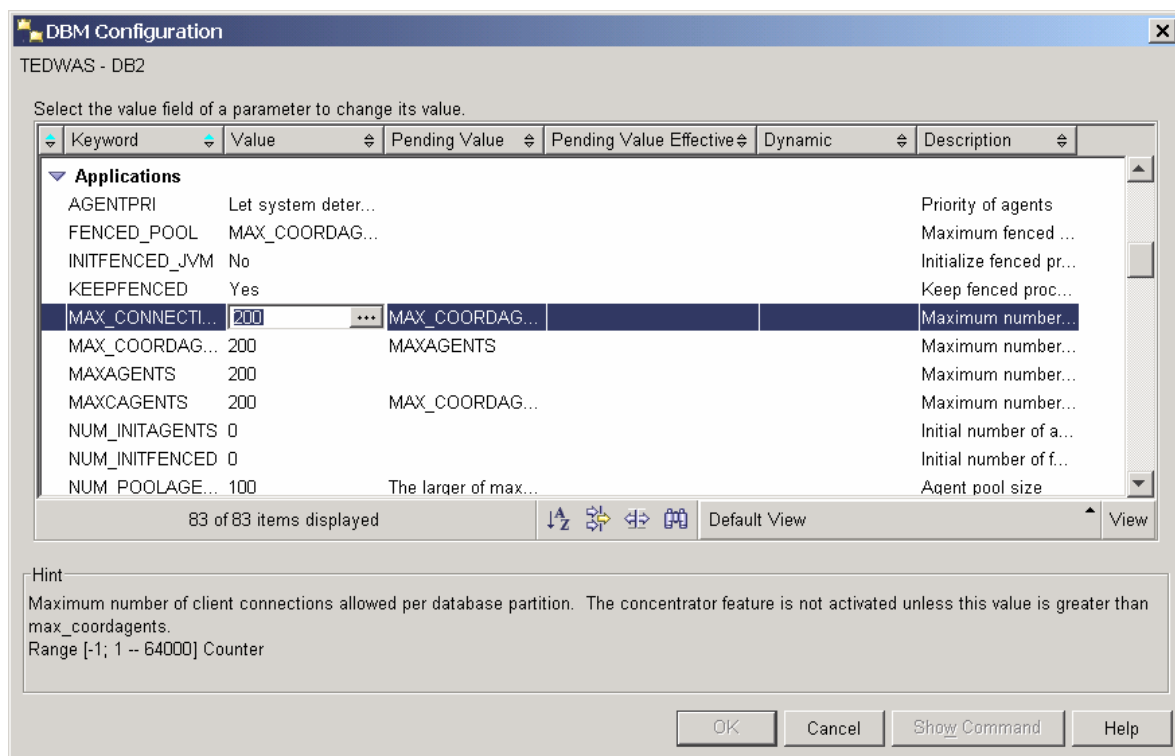 DBM Configuration
TEDWAS - DB2
Select the value field of a parameter to change its value.
Keyword Value Pending Value Pending Value Effective Dynamic Description
Applications
AGENTPRI Let system deter... Priority of agents
FENCED_POOL MAX_COORDAG... Maximum fenced ...
INITFENCED_JVM No Initialize fenced pr...
KEEPFENCED Yes Keep fenced proc...
MAX_CONNECTI... 200 ... MAX_COORDAG... Maximum number...
MAX_COORDAG... 200 MAXAGENTS Maximum number...
MAXAGENTS 200 Maximum number...
MAXCAGENTS 200 MAX_COORDAG... Maximum number...
NUM_INITAGENTS 0 Initial number of a...
NUM_INITFENCED 0 Initial number of f...
NUM_POOLAGE... 100 The larger of max... Agent pool size
83 of 83 items displayed Default View View
Hint
Maximum number of client connections allowed per database partition. The concentrator feature is not activated unless this value is greater than
max_coordagents.
Range [-1; 1 -- 64000] Counter
OK Cancel Show Command Help